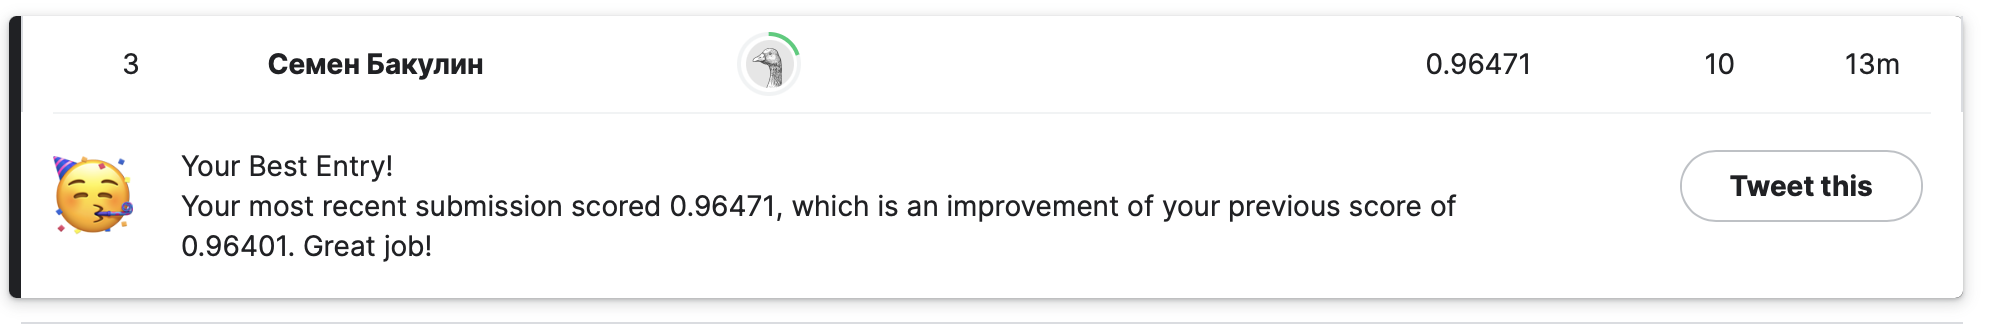 3 Семен Бакулин 0.96471 10 13m
Your Best Entry!
Your most recent submission scored 0.96471, which is an improvement of your previous score of
0.96401. Great job!
Tweet this